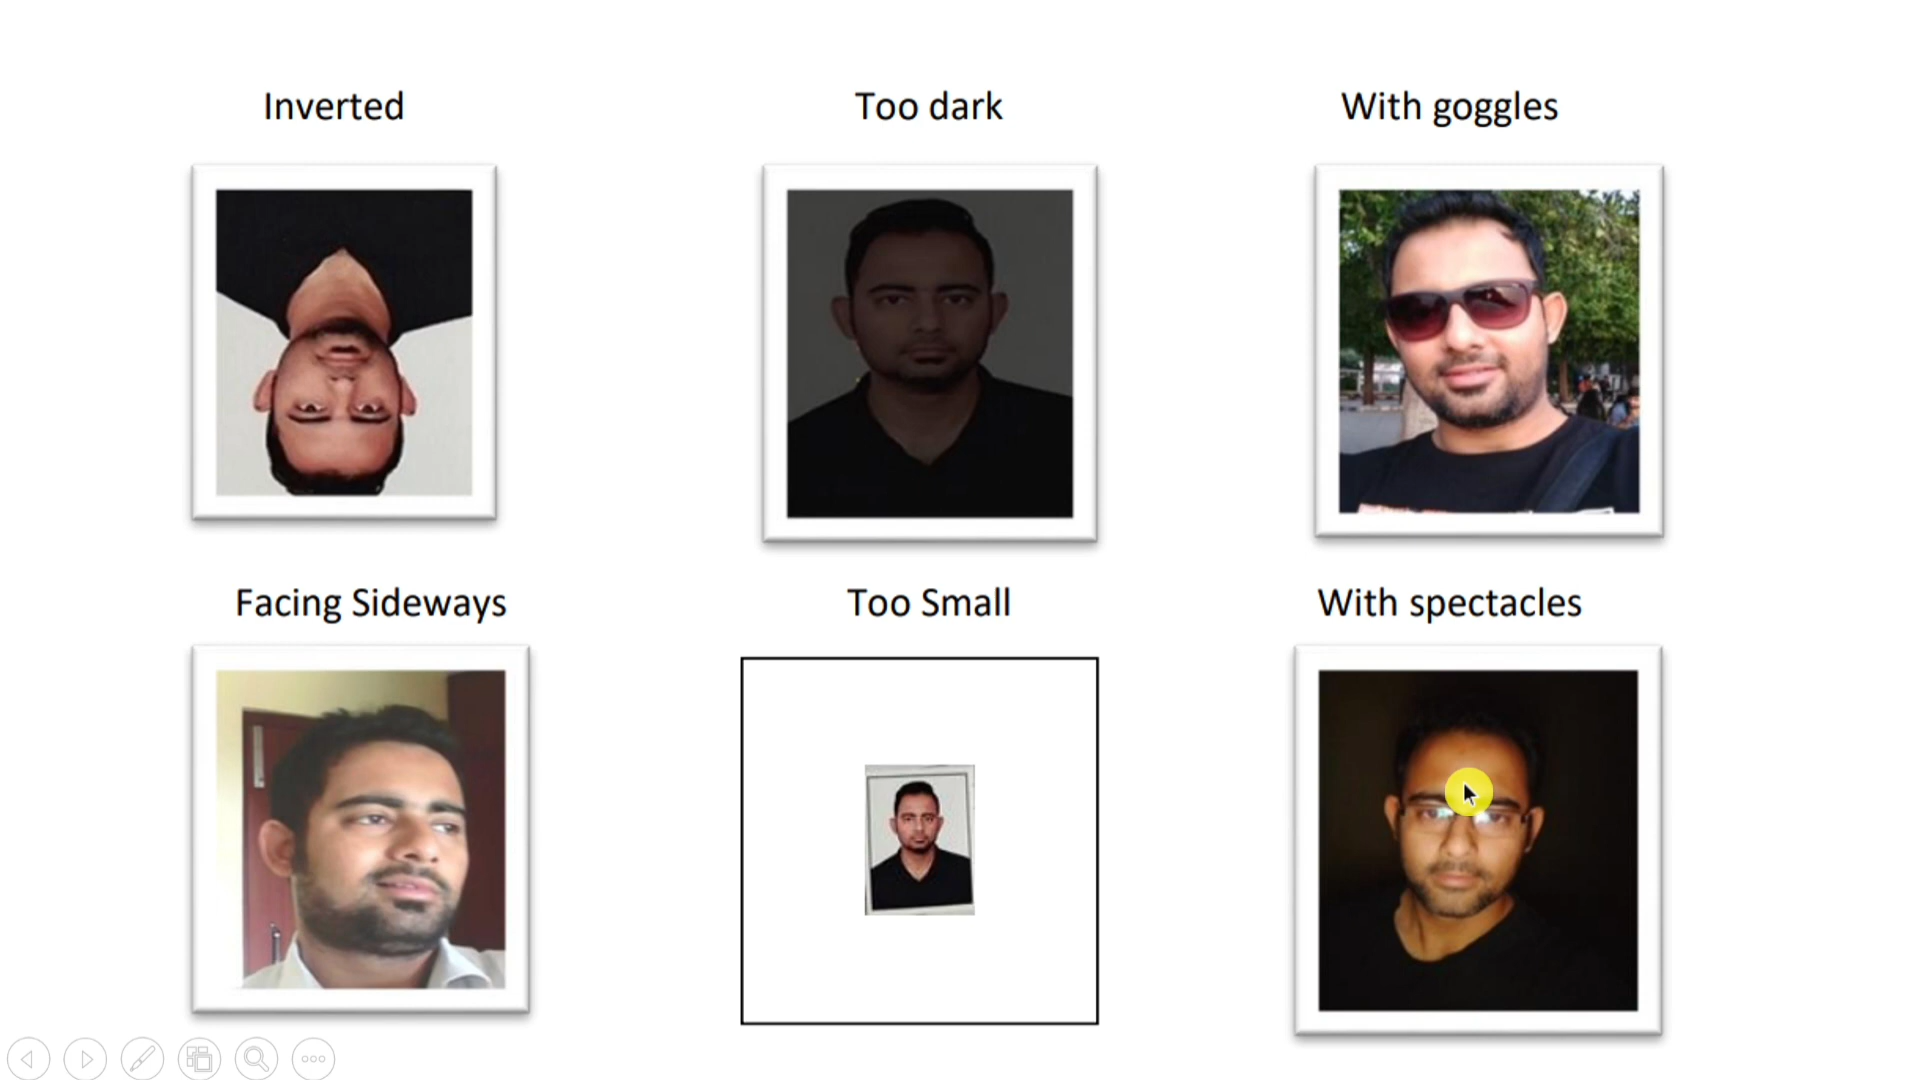 Inverted
Too dark
With goggles
Facing Sideways
Too Small
With spectacles